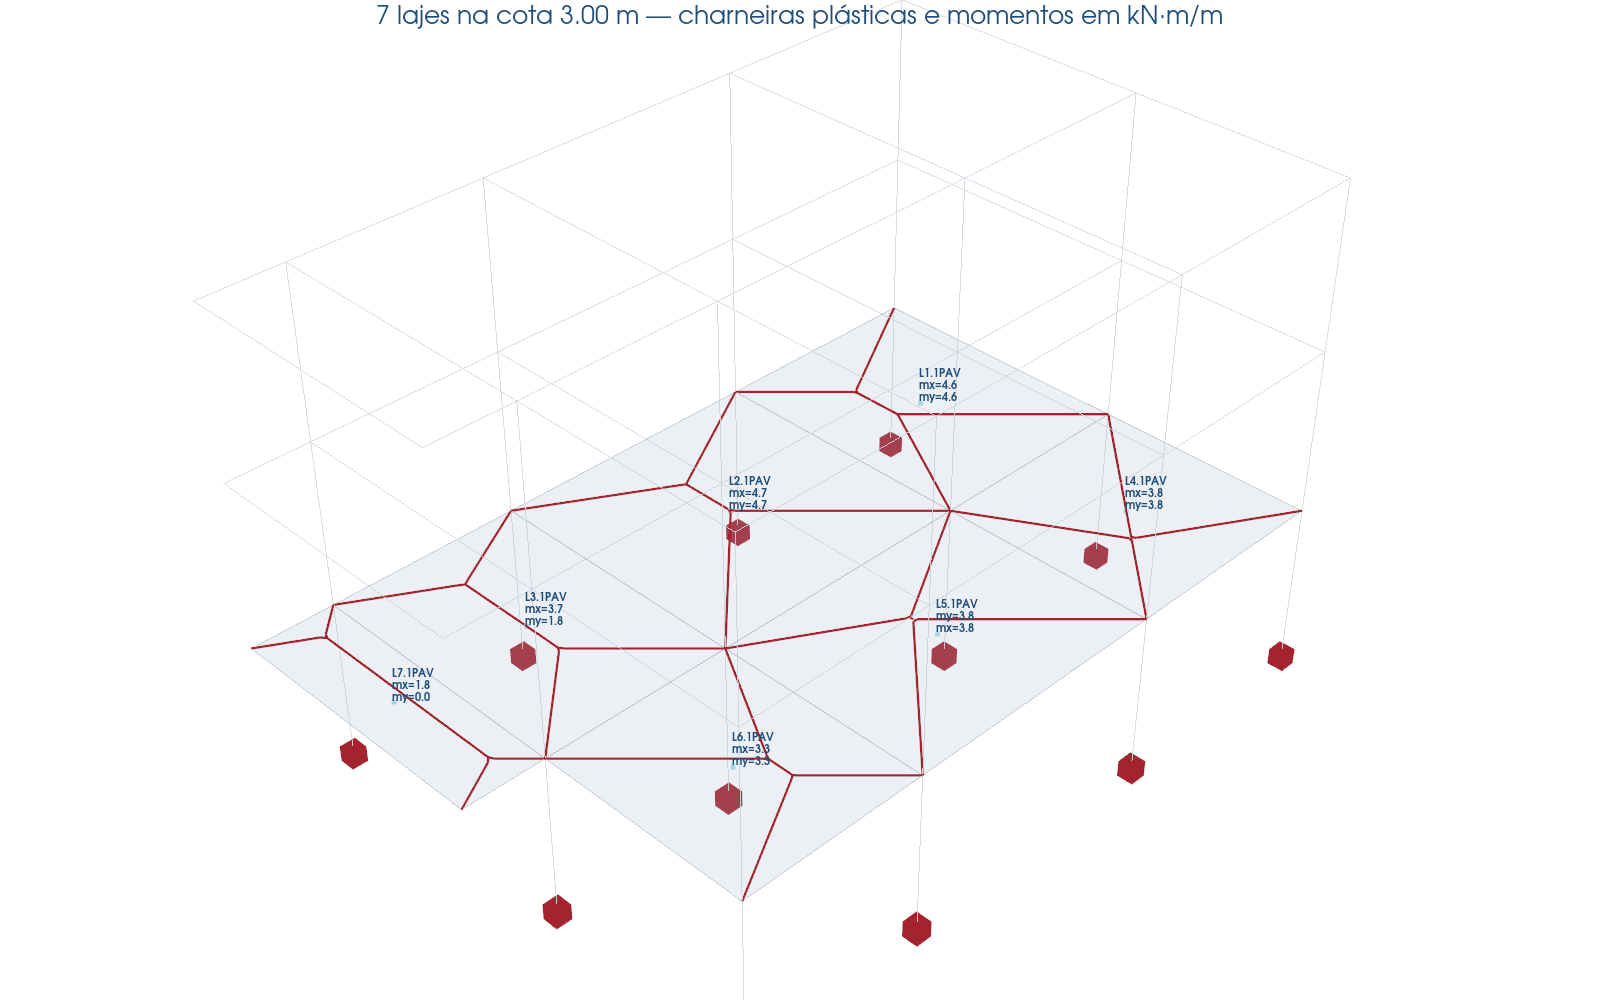 7 lajes na cota 3.00 m — charneiras plásticas e momentos em kN·m/m
L1.1PAV
mx=4.6
my=4.6
L2.1PAV
mx=4.7
my=4.7
L4.1PAV
mx=3.8
my=3.8
L3.1PAV
mx=3.7
my=1.8
L5.1PAV
my=3.8
mx=3.8
L7.1PAV
mx=1.8
my=0.0
L6.1PAV
mx=3.3
my=3.3